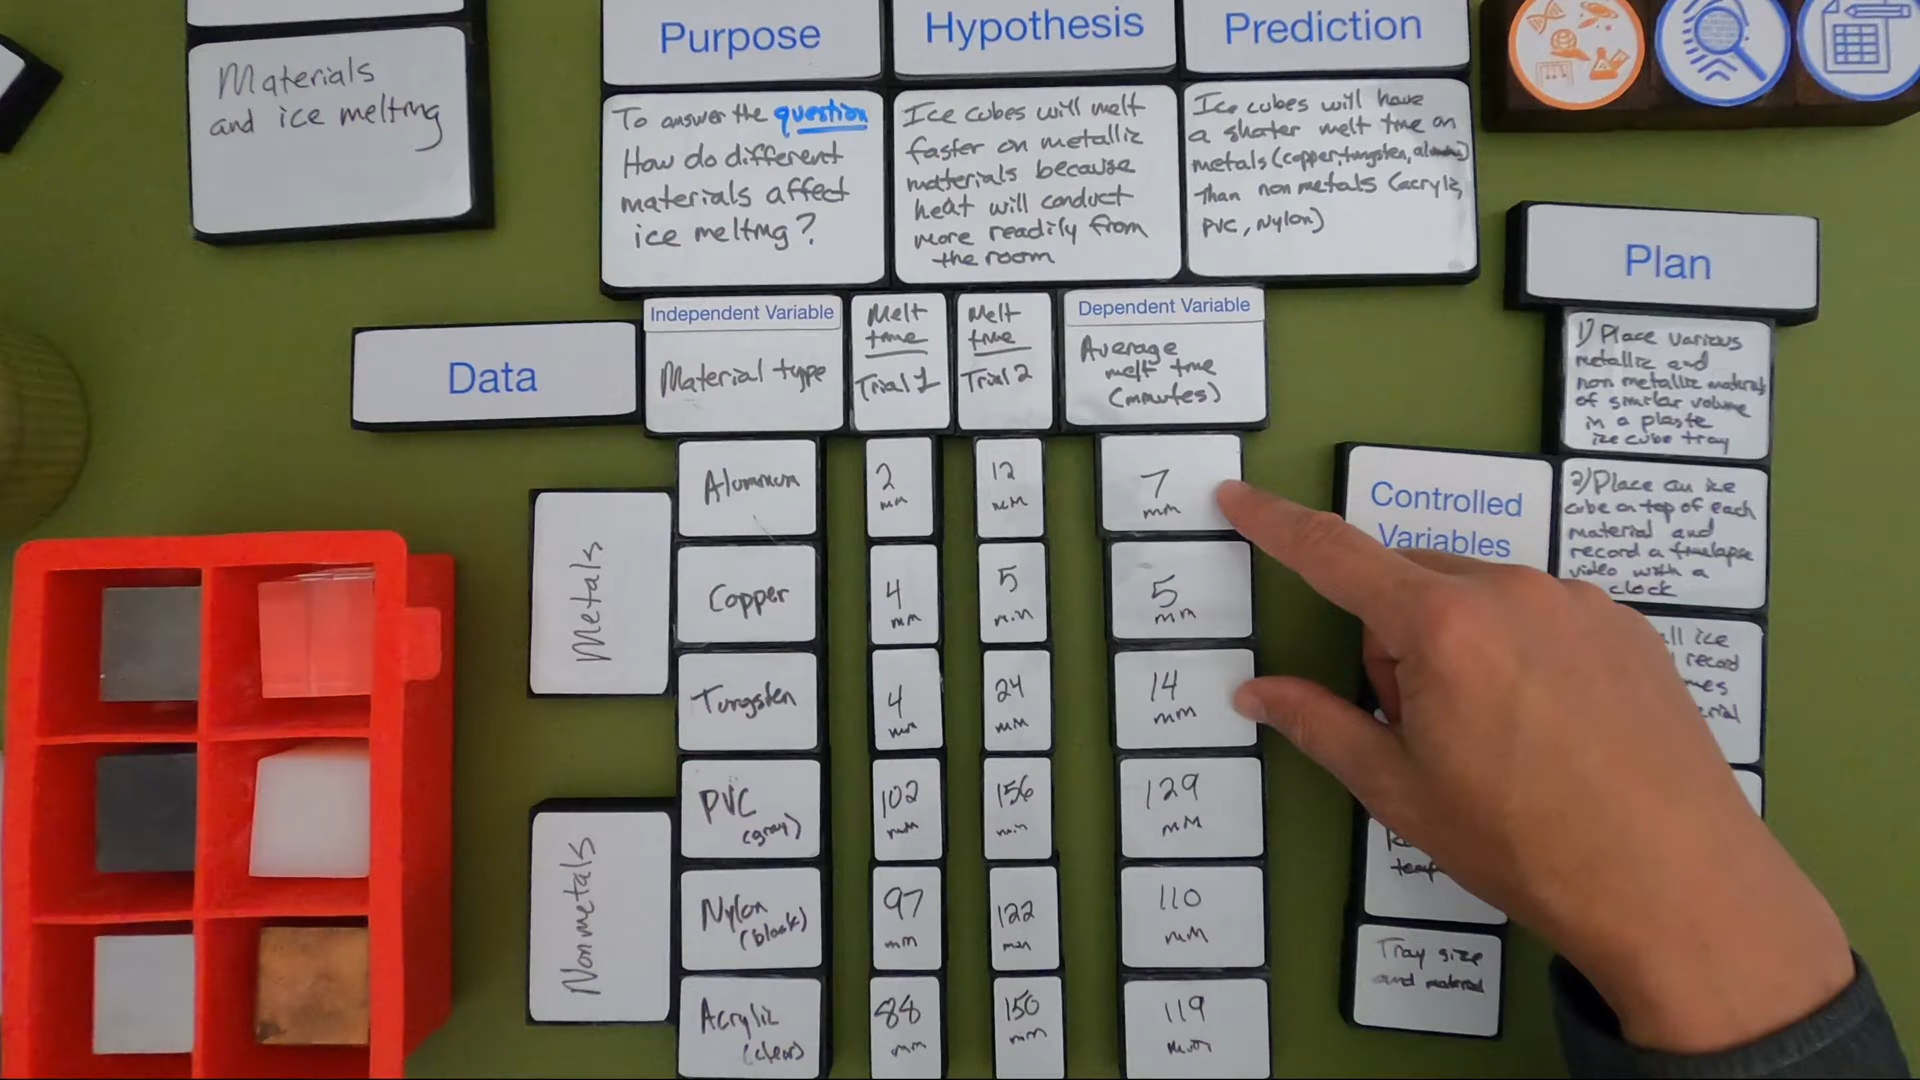 Materials
and ice melting
Purpose
To answer the question
How do different
materials affect
ice melting?
Hypothesis
Ice cubes will melt
faster on metallic
materials because
heat will conduct
more readily from
the room
Prediction
Ice cubes will have
a shorter melt time on
metals (copper, tungsten,
than nonmetals (acrylic,
PVC, Nylon)
Data
Independent Variable
Material type
Melt
time
Trial 1
Melt
time
Trial 2
Dependent Variable
Average
melt time
(minutes)
Metals
Aluminum
2
min
12
min
7
min
Copper
4
min
5
min
5
min
Tungsten
4
min
24
min
14
min
Nonmetals
PVC
(gray)
102
min
156
min
129
min
Nylon
(black)
97
min
122
min
110
min
Acrylic
(clear)
88
min
150
min
119
min
Plan
1) Place various
metallic and
non metallic materials
of similar volume
in a plastic
ice cube tray
2) Place an ice
cube on top of each
material and
record a timelapse
video with a
clock
ice
record
Controlled
Variables
temp
Tray size
and material